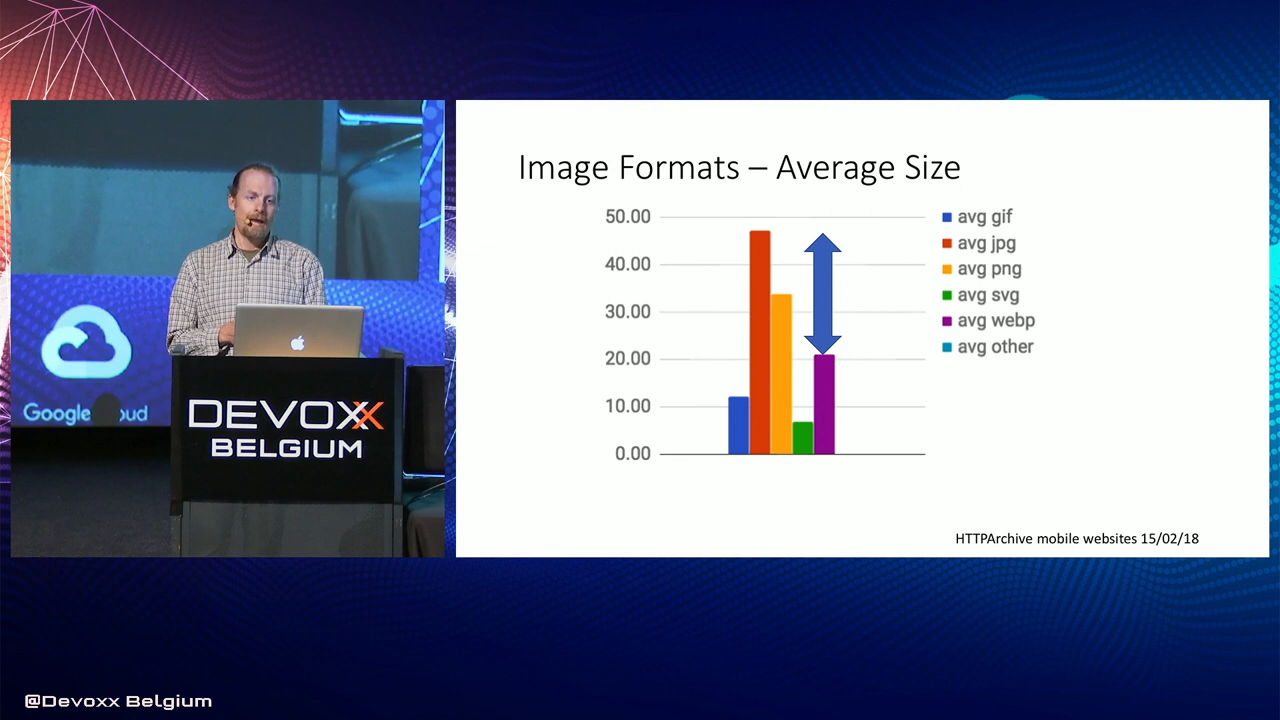 Image Formats – Average Size
50.00
40.00
30.00
20.00
10.00
0.00
avg gif
avg jpg
avg png
avg svg
avg webp
avg other
HTTPArchive mobile websites 15/02/18
Google
DEVOXX
BELGIUM
@Devoxx Belgium